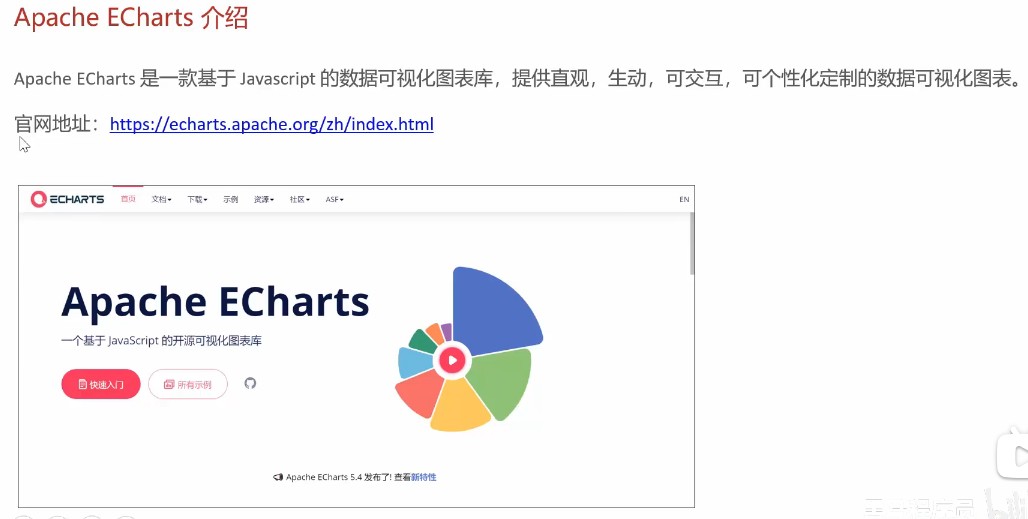 Apache ECharts 介绍
Apache ECharts 是一款基于 Javascript 的数据可视化图表库，提供直观，生动，可交互，可个性化定制的数据可视化图表。
官网地址：https://echarts.apache.org/zh/index.html
ECHARTS 首页 文档 下载 示例 资源 社区 ASF EN
Apache ECharts
一个基于 JavaScript 的开源可视化图表库
快速入门 所有示例
Apache ECharts 5.4 发布了! 查看新特性